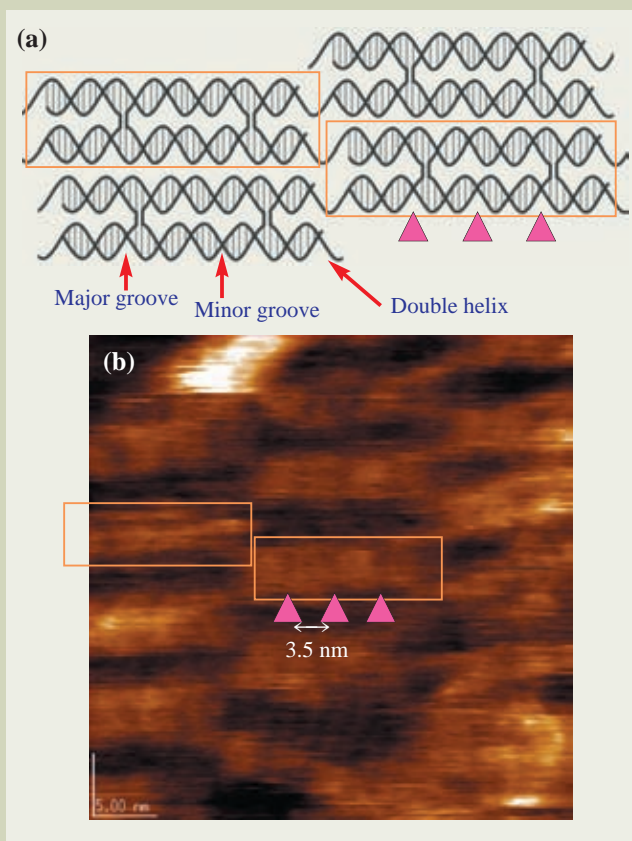 (a)
Major groove
Minor groove
Double helix
(b)
3.5 nm
5.00 nm